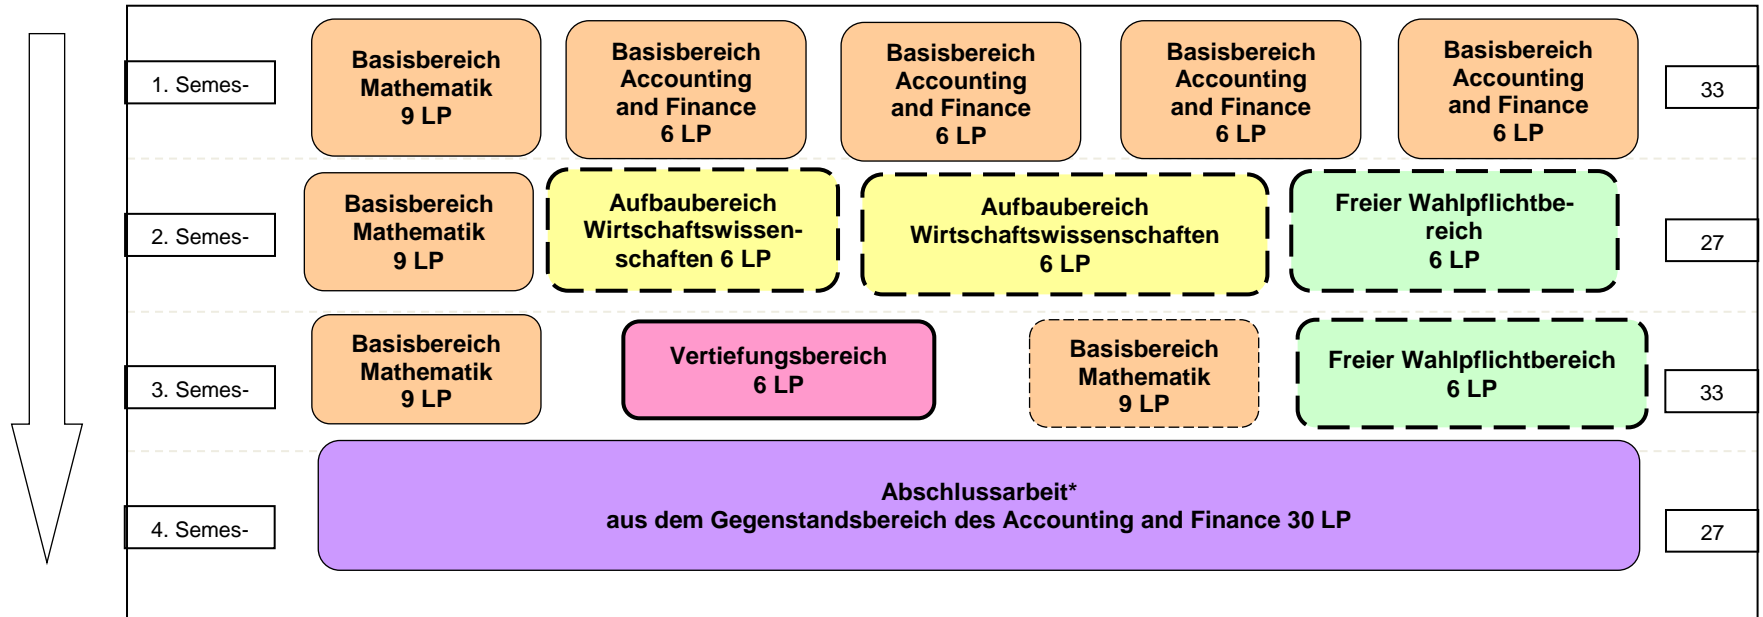 1. Semes-
Basisbereich
Mathematik
9 LP
Basisbereich
Accounting
and Finance
6 LP
Basisbereich
Accounting
and Finance
6 LP
Basisbereich
Accounting
and Finance
6 LP
Basisbereich
Accounting
and Finance
6 LP
33
2. Semes-
Basisbereich
Mathematik
9 LP
Aufbaubereich
Wirtschaftswissen-
schaften 6 LP
Aufbaubereich
Wirtschaftswissenschaften
6 LP
Freier Wahlpflichtbe-
reich
6 LP
27
3. Semes-
Basisbereich
Mathematik
9 LP
Vertiefungsbereich
6 LP
Basisbereich
Mathematik
9 LP
Freier Wahlpflichtbereich
6 LP
33
4. Semes-
Abschlussarbeit*
aus dem Gegenstandsbereich des Accounting and Finance 30 LP
27